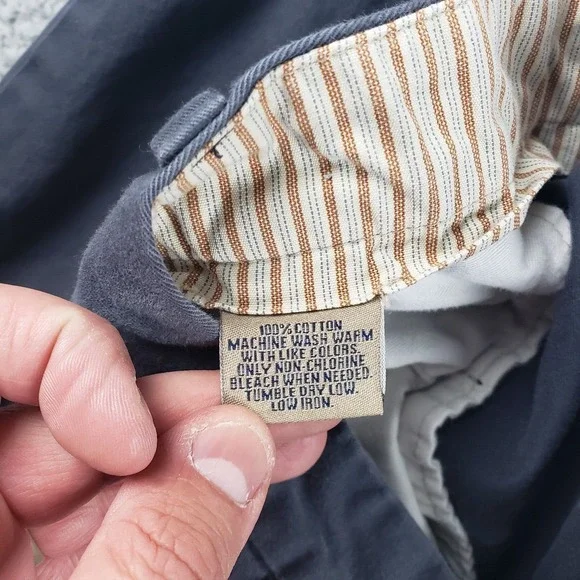 100% COTTON
MACHINE WASH WARM
WITH LIKE COLORS.
ONLY NON-CHLORINE
BLEACH WHEN NEEDED.
TUMBLE DRY LOW.
LOW IRON.